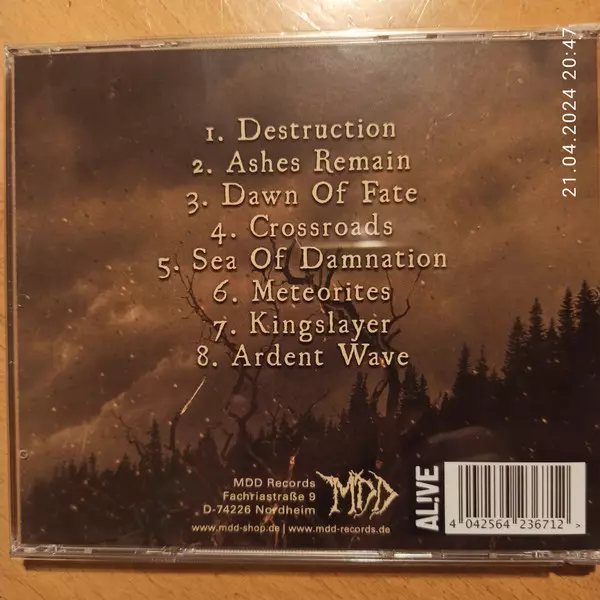 1. Destruction
2. Ashes Remain
3. Dawn Of Fate
4. Crossroads
5. Sea Of Damnation
6. Meteorites
7. Kingslayer
8. Ardent Wave
MDD Records
Fachriastraße 9
D-74226 Nordheim
www.mdd-shop.de | www.mdd-records.de
MDD
AL!VE
4 042564 236712 >
21.04.2024 20:47